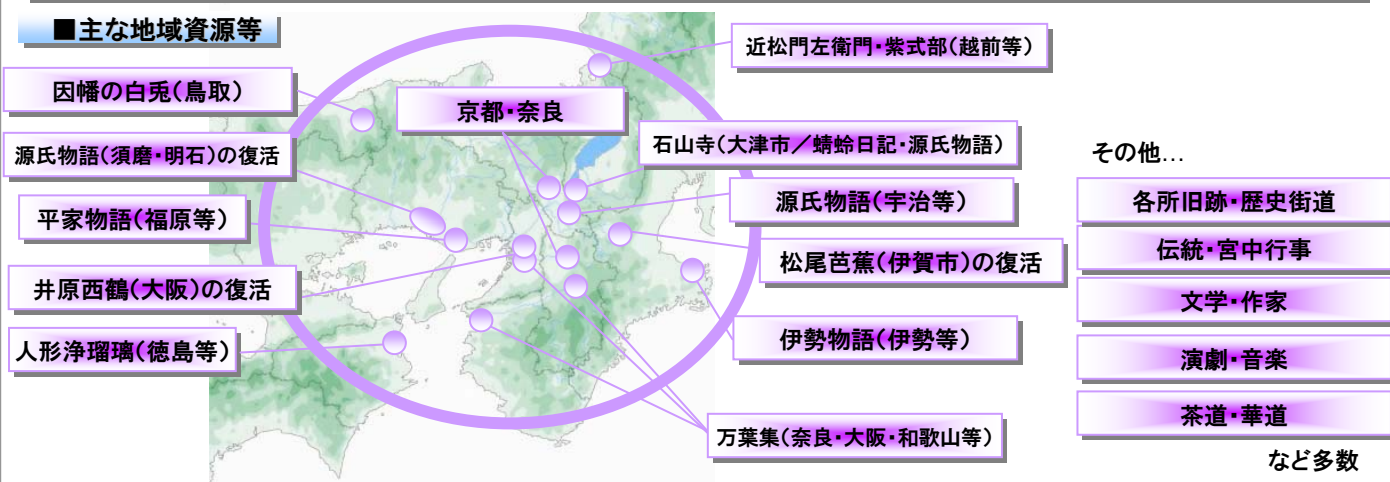 ■主な地域資源等
近松門左衛門・紫式部(越前等)
因幡の白兎(鳥取)
京都・奈良
源氏物語(須磨・明石)の復活
石山寺(大津市／蜻蛉日記・源氏物語)
平家物語(福原等)
源氏物語(宇治等)
井原西鶴(大阪)の復活
松尾芭蕉(伊賀市)の復活
人形浄瑠璃(徳島等)
伊勢物語(伊勢等)
万葉集(奈良・大阪・和歌山等)
その他…
各所旧跡・歴史街道
伝統・宮中行事
文学・作家
演劇・音楽
茶道・華道
など多数